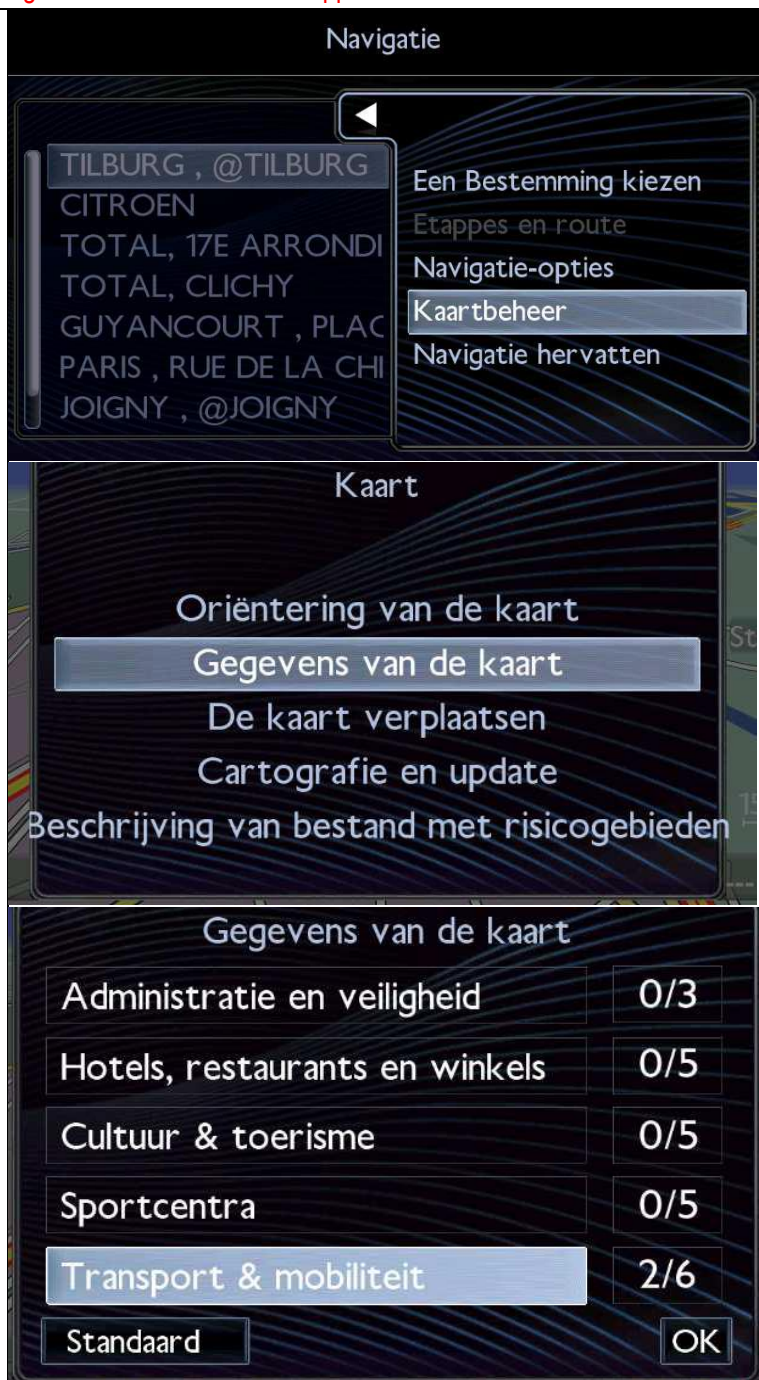 Navigatie
TILBURG , @TILBURG
CITROEN
TOTAL, 17E ARRONDI
TOTAL, CLICHY
GUYANCOURT , PLAC
PARIS , RUE DE LA CHI
JOIGNY , @JOIGNY
Een Bestemming kiezen
Etappes en route
Navigatie-opties
Kaartbeheer
Navigatie hervatten
Kaart
Oriëntering van de kaart
Gegevens van de kaart
De kaart verplaatsen
Cartografie en update
Beschrijving van bestand met risicogebieden
St
15
Gegevens van de kaart
Administratie en veiligheid 0/3
Hotels, restaurants en winkels 0/5
Cultuur & toerisme 0/5
Sportcentra 0/5
Transport & mobiliteit 2/6
Standaard OK